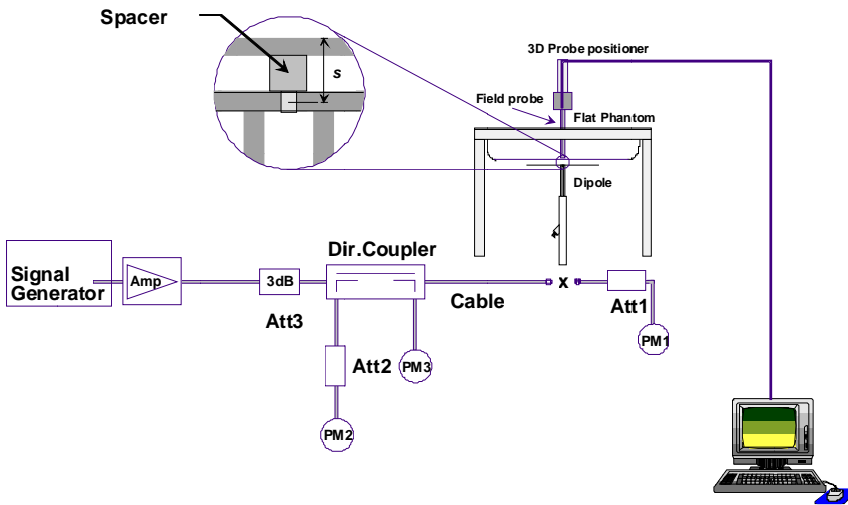 Spacer
s
3D Probe positioner
Field probe
Flat Phantom
Dipole
Signal
Generator
Amp
3dB
Att3
Dir.Coupler
Cable
x
Att1
PM1
Att2
PM3
PM2